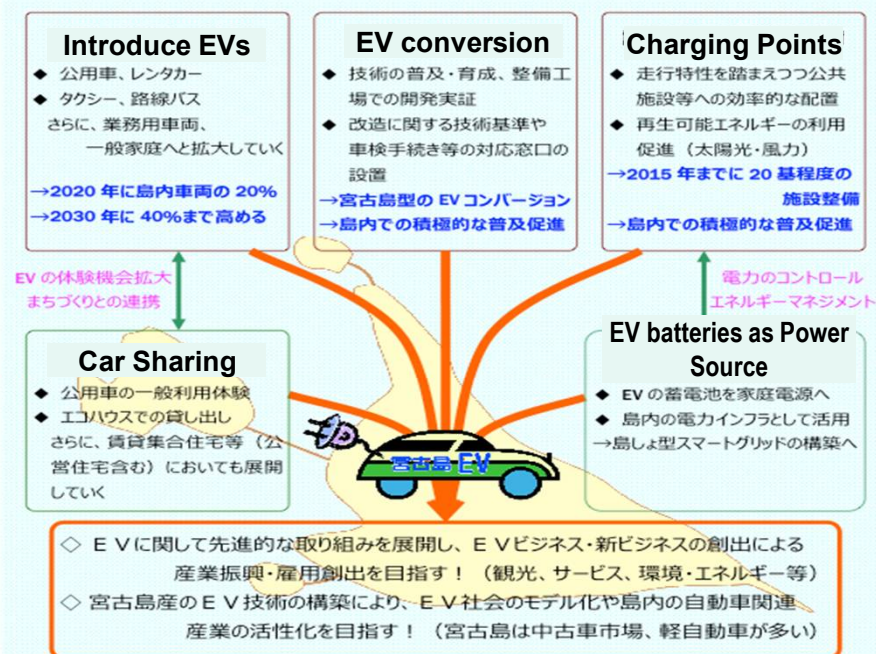 Introduce EVs
◆ 公用車、レンタカー
◆ タクシー、路線バス
さらに、業務用車両、
一般家庭へと拡大していく
→2020 年に島内車両の 20%
→2030 年に 40%まで高める
EV conversion
◆ 技術の普及・育成、整備工
場での開発実証
◆ 改造に関する技術基準や
車検手続き等の対応窓口の
設置
→宮古島型の EV コンバージョン
→島内での積極的な普及促進
Charging Points
◆ 走行特性を踏まえつつ公共
施設等への効率的な配置
◆ 再生可能エネルギーの利用
促進（太陽光・風力）
→2015 年までに 20 基程度の
施設整備
→島内での積極的な普及促進
EV の体験機会拡大
まちづくりとの連携
電力のコントロール
エネルギーマネジメント
Car Sharing
◆ 公用車の一般利用体験
◆ エコハウスでの貸し出し
さらに、賃貸集合住宅等（公
営住宅含む）においても展開
していく
EV batteries as Power
Source
◆ EV の蓄電池を家庭電源へ
◆ 島内の電力インフラとして活用
→島しょ型スマートグリッドの構築へ
宮古島 EV
◇ ＥＶに関して先進的な取り組みを展開し、ＥＶビジネス・新ビジネスの創出による
産業振興・雇用創出を目指す！（観光、サービス、環境・エネルギー等）
◇ 宮古島産のＥＶ技術の構築により、ＥＶ社会のモデル化や島内の自動車関連
産業の活性化を目指す！（宮古島は中古車市場、軽自動車が多い）